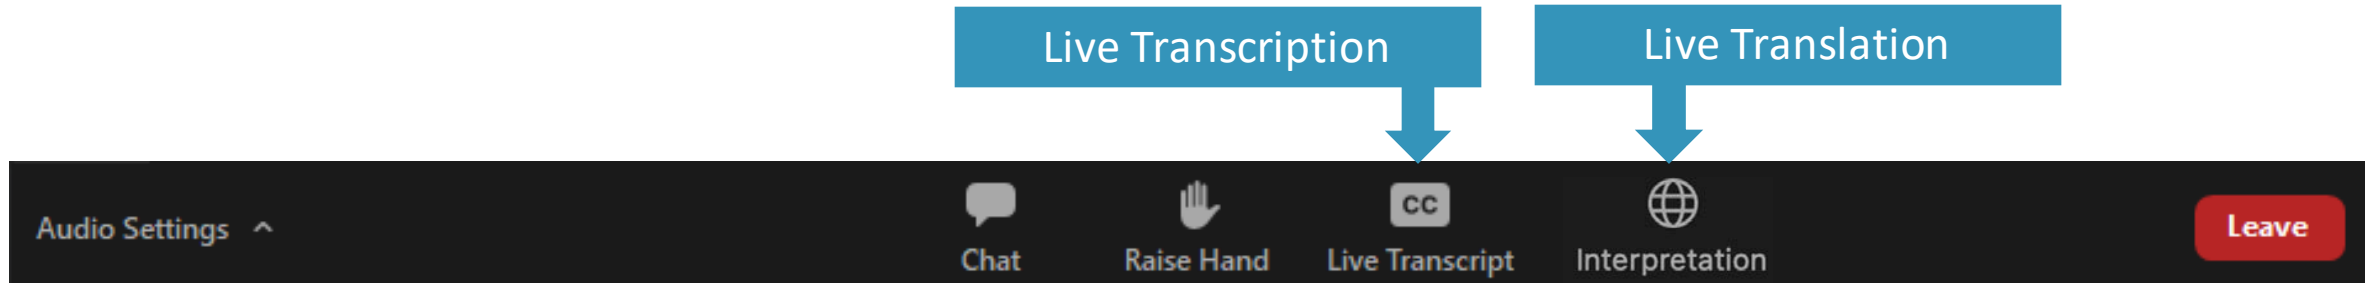 Live Transcription
Live Translation
Audio Settings
CC
Chat
Raise Hand
Live Transcript
Interpretation
Leave